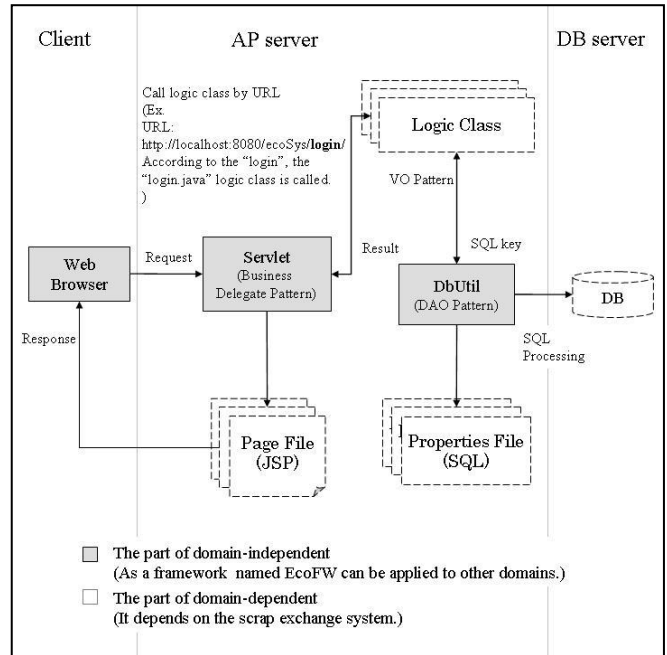 Client
AP server
DB server
Call logic class by URL
(Ex.
URL:
http://localhost:8080/ecoSys/login/
According to the “login”, the
“login.java” logic class is called.
)
Logic Class
VO Pattern
SQL key
Request
Result
Web
Browser
Servlet
(Business
Delegate Pattern)
DbUtil
(DAO Pattern)
DB
Response
SQL
Processing
Page File
(JSP)
Properties File
(SQL)
The part of domain-independent
(As a framework named EcoFW can be applied to other domains.)
The part of domain-dependent
(It depends on the scrap exchange system.)